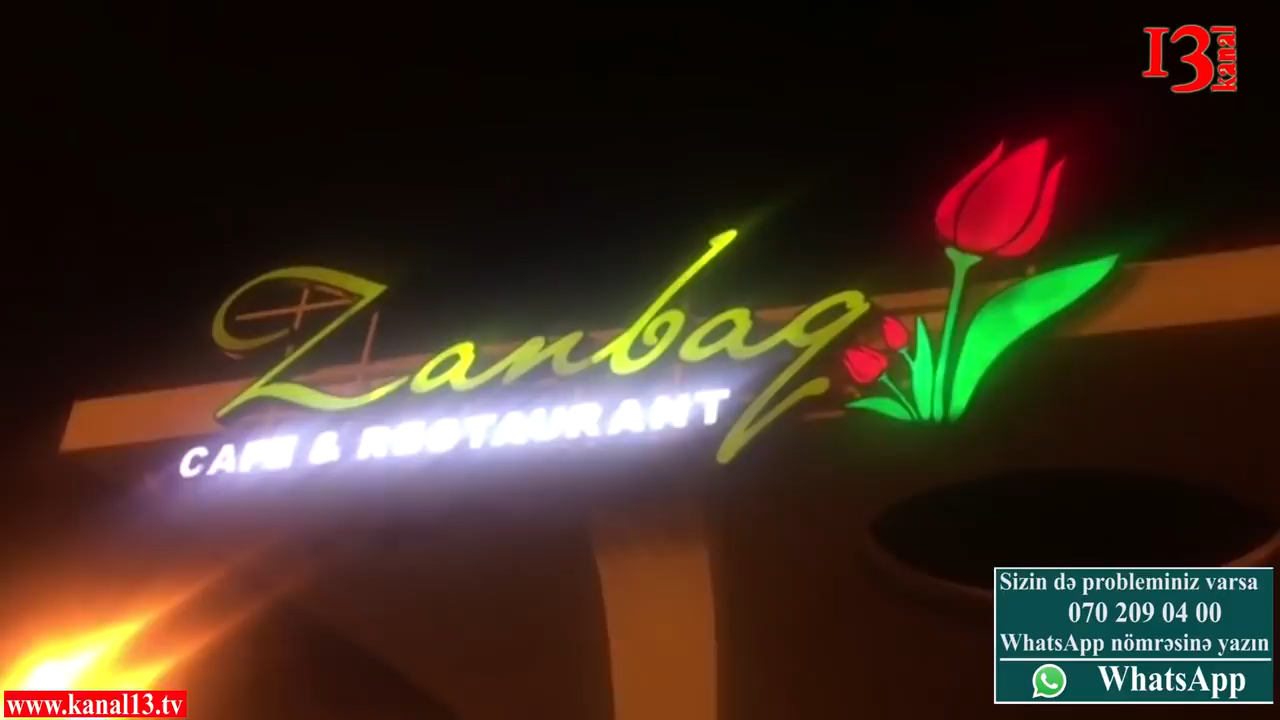 13 kanal
Zanbaq
CAFE & RESTAURANT
Sizin də probleminiz varsa
070 209 04 00
WhatsApp nömrəsinə yazın
WhatsApp
www.kanal13.tv